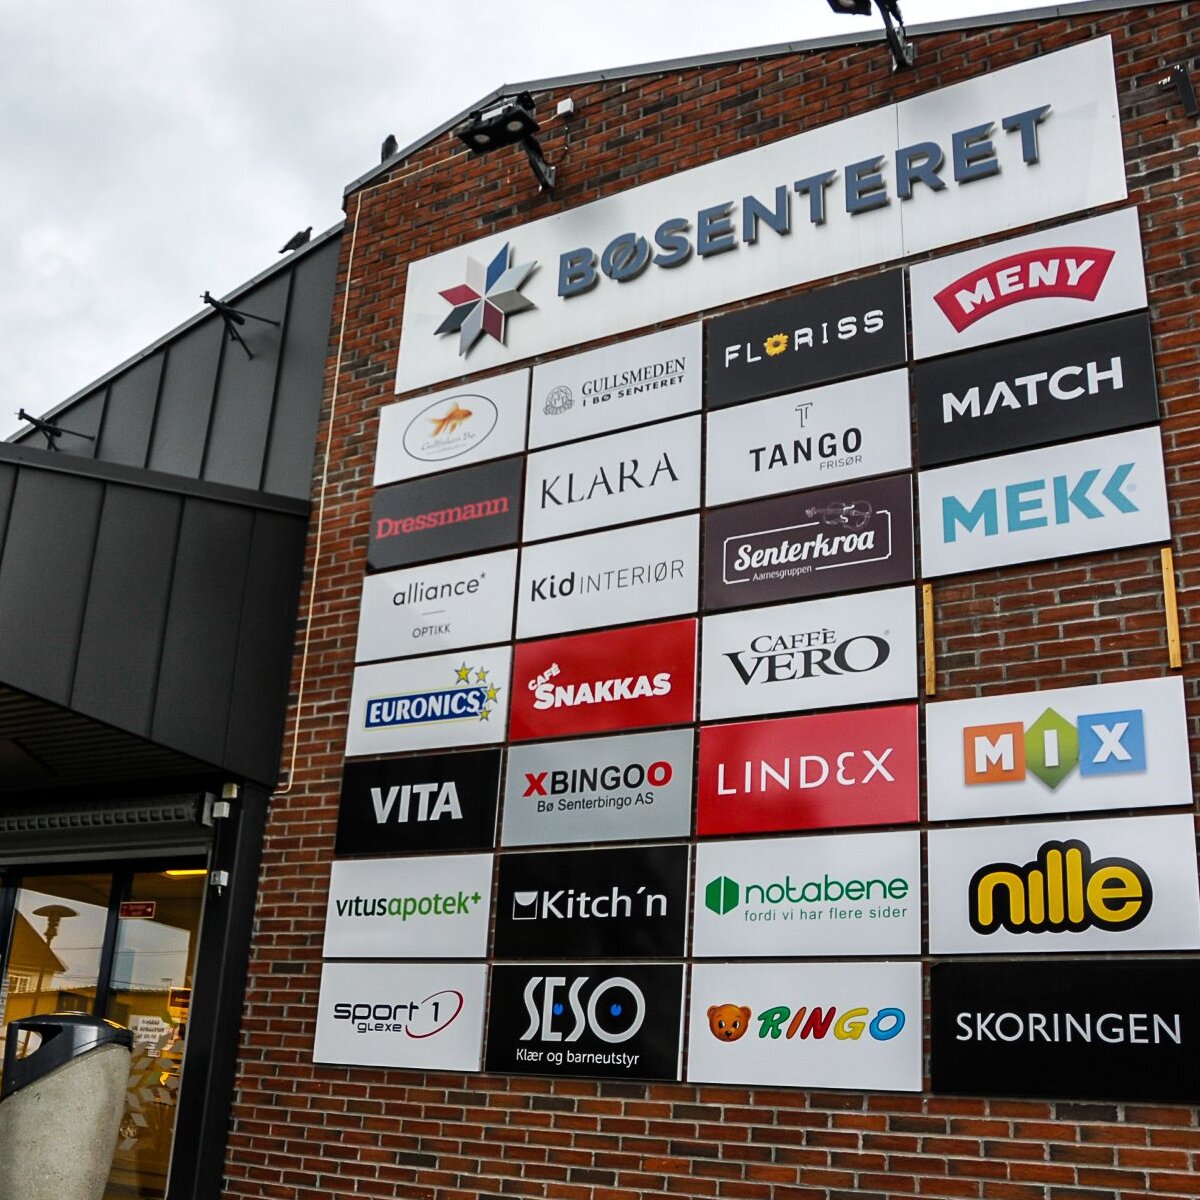 BØSENTERET
GULLSMEDEN
I BØ SENTERET
FLORISS
MENY
Dressmann
KLARA
TANGO
FRISØR
MATCH
alliance*
OPTIKK
Kid INTERIØR
Senterkroa
Aarnesgruppen
MEKK
EURONICS
CAFÉ
SNAKKAS
CAFFÈ
VERO
VITA
XBINGOO
Bø Senterbingo AS
LINDEX
MIX
vitusapotek+
Kitch´n
notabene
fordi vi har flere sider
nille
sport 1
glexe
SESO
Klær og barneutstyr
RINGO
SKORINGEN